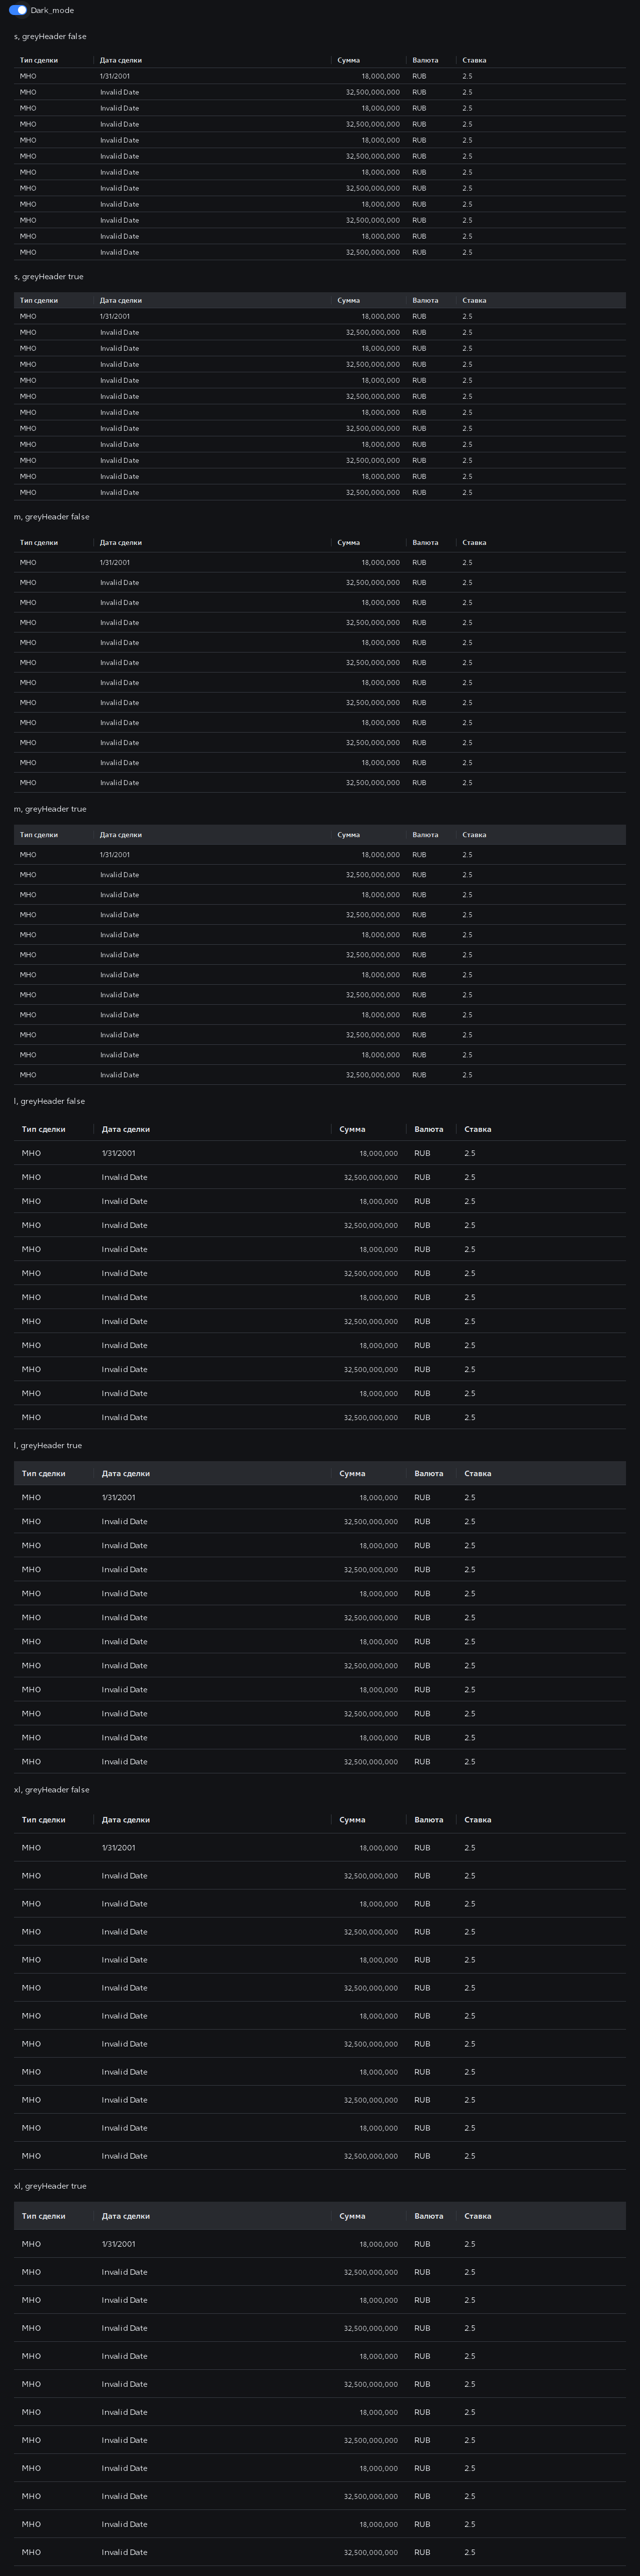 Dark_mode
s, greyHeader false
Тип сделки Дата сделки Сумма Валюта Ставка
МНО 1/31/2001 18,000,000 RUB 2.5
МНО Invalid Date 32,500,000,000 RUB 2.5
МНО Invalid Date 18,000,000 RUB 2.5
МНО Invalid Date 32,500,000,000 RUB 2.5
МНО Invalid Date 18,000,000 RUB 2.5
МНО Invalid Date 32,500,000,000 RUB 2.5
МНО Invalid Date 18,000,000 RUB 2.5
МНО Invalid Date 32,500,000,000 RUB 2.5
МНО Invalid Date 18,000,000 RUB 2.5
МНО Invalid Date 32,500,000,000 RUB 2.5
МНО Invalid Date 18,000,000 RUB 2.5
МНО Invalid Date 32,500,000,000 RUB 2.5
s, greyHeader true
Тип сделки Дата сделки Сумма Валюта Ставка
МНО 1/31/2001 18,000,000 RUB 2.5
МНО Invalid Date 32,500,000,000 RUB 2.5
МНО Invalid Date 18,000,000 RUB 2.5
МНО Invalid Date 32,500,000,000 RUB 2.5
МНО Invalid Date 18,000,000 RUB 2.5
МНО Invalid Date 32,500,000,000 RUB 2.5
МНО Invalid Date 18,000,000 RUB 2.5
МНО Invalid Date 32,500,000,000 RUB 2.5
МНО Invalid Date 18,000,000 RUB 2.5
МНО Invalid Date 32,500,000,000 RUB 2.5
МНО Invalid Date 18,000,000 RUB 2.5
МНО Invalid Date 32,500,000,000 RUB 2.5
m, greyHeader false
Тип сделки Дата сделки Сумма Валюта Ставка
МНО 1/31/2001 18,000,000 RUB 2.5
МНО Invalid Date 32,500,000,000 RUB 2.5
МНО Invalid Date 18,000,000 RUB 2.5
МНО Invalid Date 32,500,000,000 RUB 2.5
МНО Invalid Date 18,000,000 RUB 2.5
МНО Invalid Date 32,500,000,000 RUB 2.5
МНО Invalid Date 18,000,000 RUB 2.5
МНО Invalid Date 32,500,000,000 RUB 2.5
МНО Invalid Date 18,000,000 RUB 2.5
МНО Invalid Date 32,500,000,000 RUB 2.5
МНО Invalid Date 18,000,000 RUB 2.5
МНО Invalid Date 32,500,000,000 RUB 2.5
m, greyHeader true
Тип сделки Дата сделки Сумма Валюта Ставка
МНО 1/31/2001 18,000,000 RUB 2.5
МНО Invalid Date 32,500,000,000 RUB 2.5
МНО Invalid Date 18,000,000 RUB 2.5
МНО Invalid Date 32,500,000,000 RUB 2.5
МНО Invalid Date 18,000,000 RUB 2.5
МНО Invalid Date 32,500,000,000 RUB 2.5
МНО Invalid Date 18,000,000 RUB 2.5
МНО Invalid Date 32,500,000,000 RUB 2.5
МНО Invalid Date 18,000,000 RUB 2.5
МНО Invalid Date 32,500,000,000 RUB 2.5
МНО Invalid Date 18,000,000 RUB 2.5
МНО Invalid Date 32,500,000,000 RUB 2.5
l, greyHeader false
Тип сделки Дата сделки Сумма Валюта Ставка
МНО 1/31/2001 18,000,000 RUB 2.5
МНО Invalid Date 32,500,000,000 RUB 2.5
МНО Invalid Date 18,000,000 RUB 2.5
МНО Invalid Date 32,500,000,000 RUB 2.5
МНО Invalid Date 18,000,000 RUB 2.5
МНО Invalid Date 32,500,000,000 RUB 2.5
МНО Invalid Date 18,000,000 RUB 2.5
МНО Invalid Date 32,500,000,000 RUB 2.5
МНО Invalid Date 18,000,000 RUB 2.5
МНО Invalid Date 32,500,000,000 RUB 2.5
МНО Invalid Date 18,000,000 RUB 2.5
МНО Invalid Date 32,500,000,000 RUB 2.5
l, greyHeader true
Тип сделки Дата сделки Сумма Валюта Ставка
МНО 1/31/2001 18,000,000 RUB 2.5
МНО Invalid Date 32,500,000,000 RUB 2.5
МНО Invalid Date 18,000,000 RUB 2.5
МНО Invalid Date 32,500,000,000 RUB 2.5
МНО Invalid Date 18,000,000 RUB 2.5
МНО Invalid Date 32,500,000,000 RUB 2.5
МНО Invalid Date 18,000,000 RUB 2.5
МНО Invalid Date 32,500,000,000 RUB 2.5
МНО Invalid Date 18,000,000 RUB 2.5
МНО Invalid Date 32,500,000,000 RUB 2.5
МНО Invalid Date 18,000,000 RUB 2.5
МНО Invalid Date 32,500,000,000 RUB 2.5
xl, greyHeader false
Тип сделки Дата сделки Сумма Валюта Ставка
МНО 1/31/2001 18,000,000 RUB 2.5
МНО Invalid Date 32,500,000,000 RUB 2.5
МНО Invalid Date 18,000,000 RUB 2.5
МНО Invalid Date 32,500,000,000 RUB 2.5
МНО Invalid Date 18,000,000 RUB 2.5
МНО Invalid Date 32,500,000,000 RUB 2.5
МНО Invalid Date 18,000,000 RUB 2.5
МНО Invalid Date 32,500,000,000 RUB 2.5
МНО Invalid Date 18,000,000 RUB 2.5
МНО Invalid Date 32,500,000,000 RUB 2.5
МНО Invalid Date 18,000,000 RUB 2.5
МНО Invalid Date 32,500,000,000 RUB 2.5
xl, greyHeader true
Тип сделки Дата сделки Сумма Валюта Ставка
МНО 1/31/2001 18,000,000 RUB 2.5
МНО Invalid Date 32,500,000,000 RUB 2.5
МНО Invalid Date 18,000,000 RUB 2.5
МНО Invalid Date 32,500,000,000 RUB 2.5
МНО Invalid Date 18,000,000 RUB 2.5
МНО Invalid Date 32,500,000,000 RUB 2.5
МНО Invalid Date 18,000,000 RUB 2.5
МНО Invalid Date 32,500,000,000 RUB 2.5
МНО Invalid Date 18,000,000 RUB 2.5
МНО Invalid Date 32,500,000,000 RUB 2.5
МНО Invalid Date 18,000,000 RUB 2.5
МНО Invalid Date 32,500,000,000 RUB 2.5